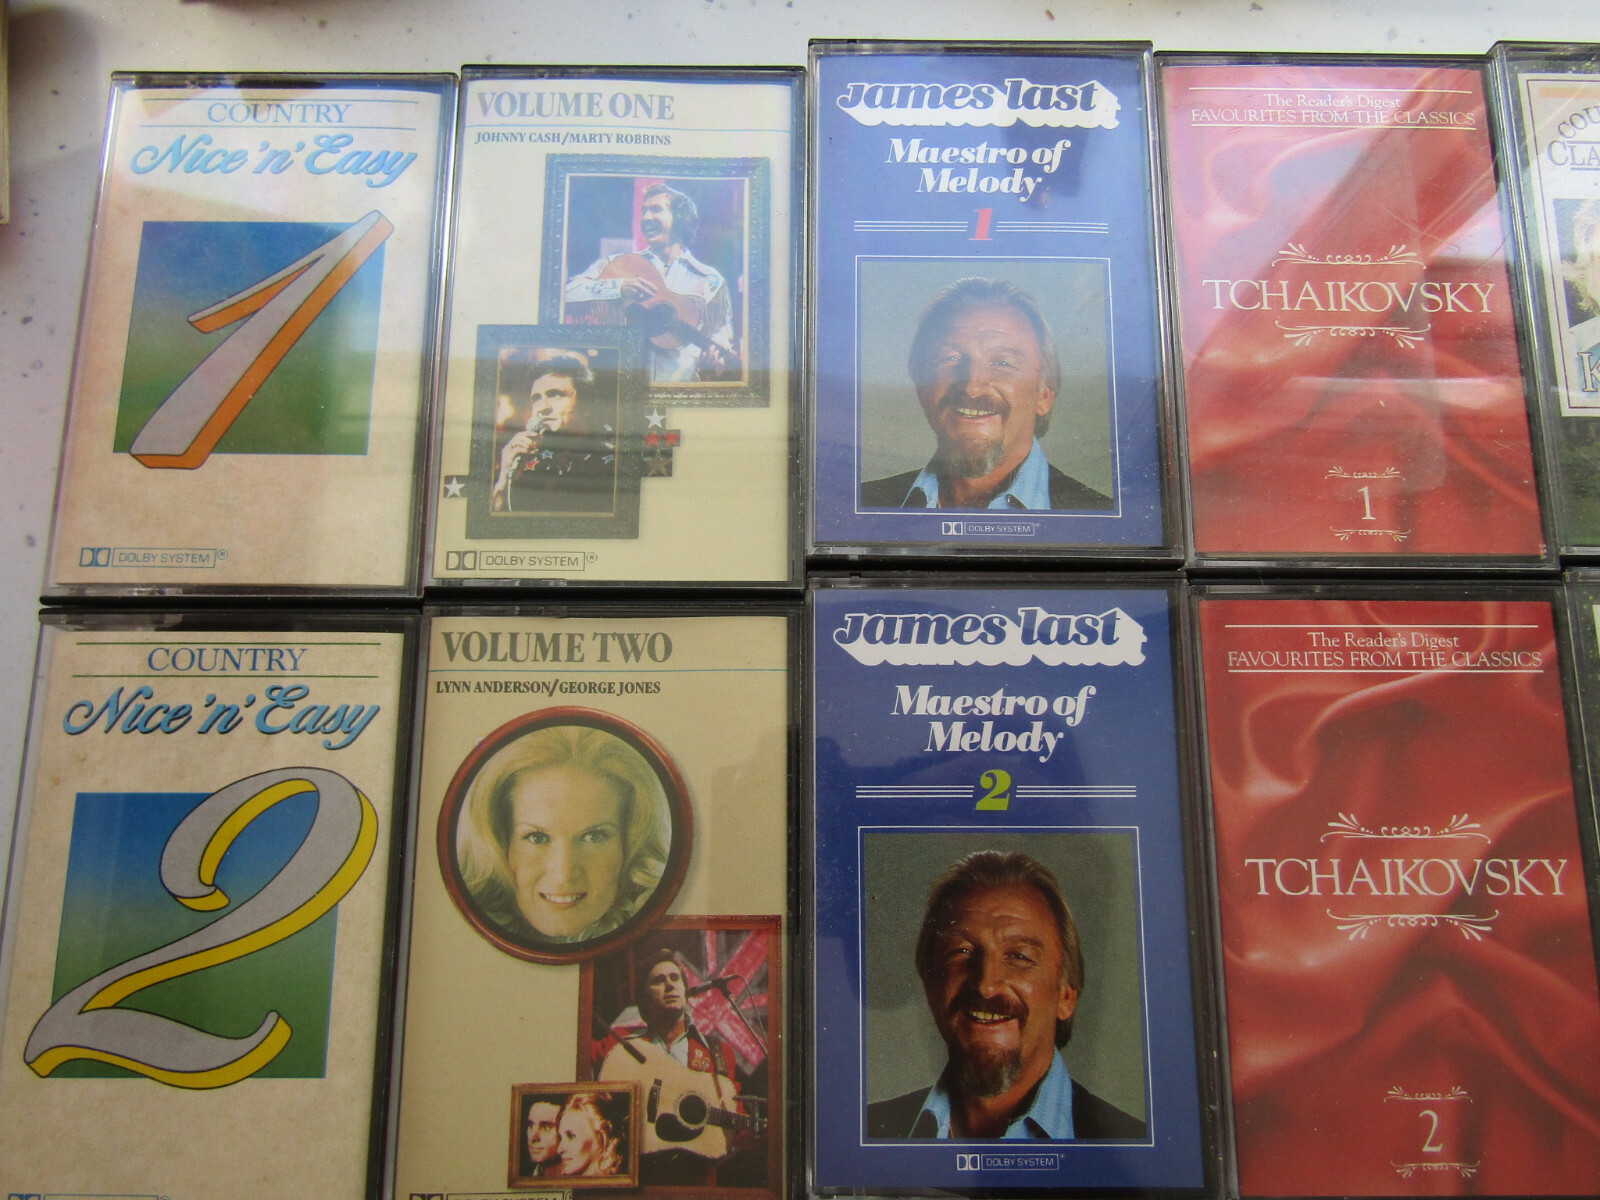 COUNTRY
Nice 'n' Easy
1
DOLBY SYSTEM®
VOLUME ONE
JOHNNY CASH/MARTY ROBBINS
DOLBY SYSTEM®
James Last
Maestro of
Melody
1
DOLBY SYSTEM
The Reader's Digest
FAVOURITES FROM THE CLASSICS
TCHAIKOVSKY
1
COUNTRY
Nice 'n' Easy
2
VOLUME TWO
LYNN ANDERSON/GEORGE JONES
James Last
Maestro of
Melody
2
DOLBY SYSTEM
The Reader's Digest
FAVOURITES FROM THE CLASSICS
TCHAIKOVSKY
2